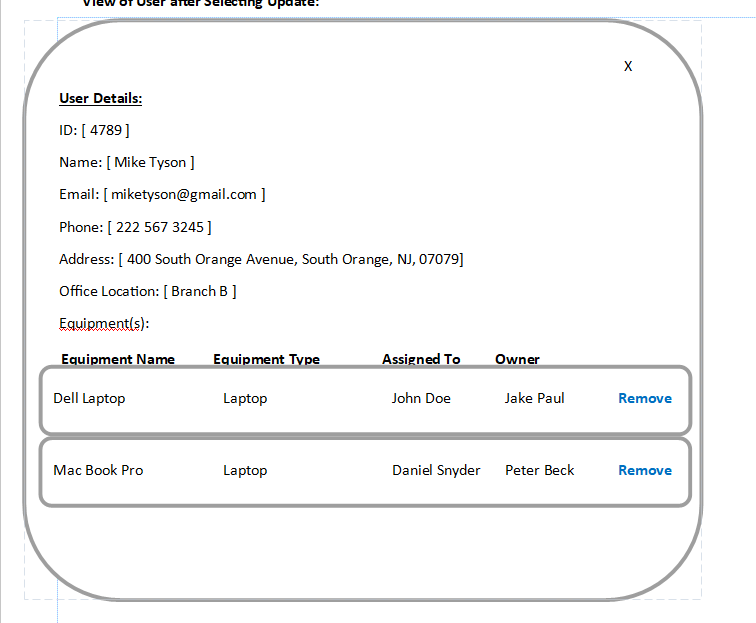 View of User after Selecting Update:
X
User Details:
ID: [ 4789 ]
Name: [ Mike Tyson ]
Email: [ miketyson@gmail.com ]
Phone: [ 222 567 3245 ]
Address: [ 400 South Orange Avenue, South Orange, NJ, 07079]
Office Location: [ Branch B ]
Equipment(s):
Equipment Name Equipment Type Assigned To Owner
Dell Laptop Laptop John Doe Jake Paul Remove
Mac Book Pro Laptop Daniel Snyder Peter Beck Remove